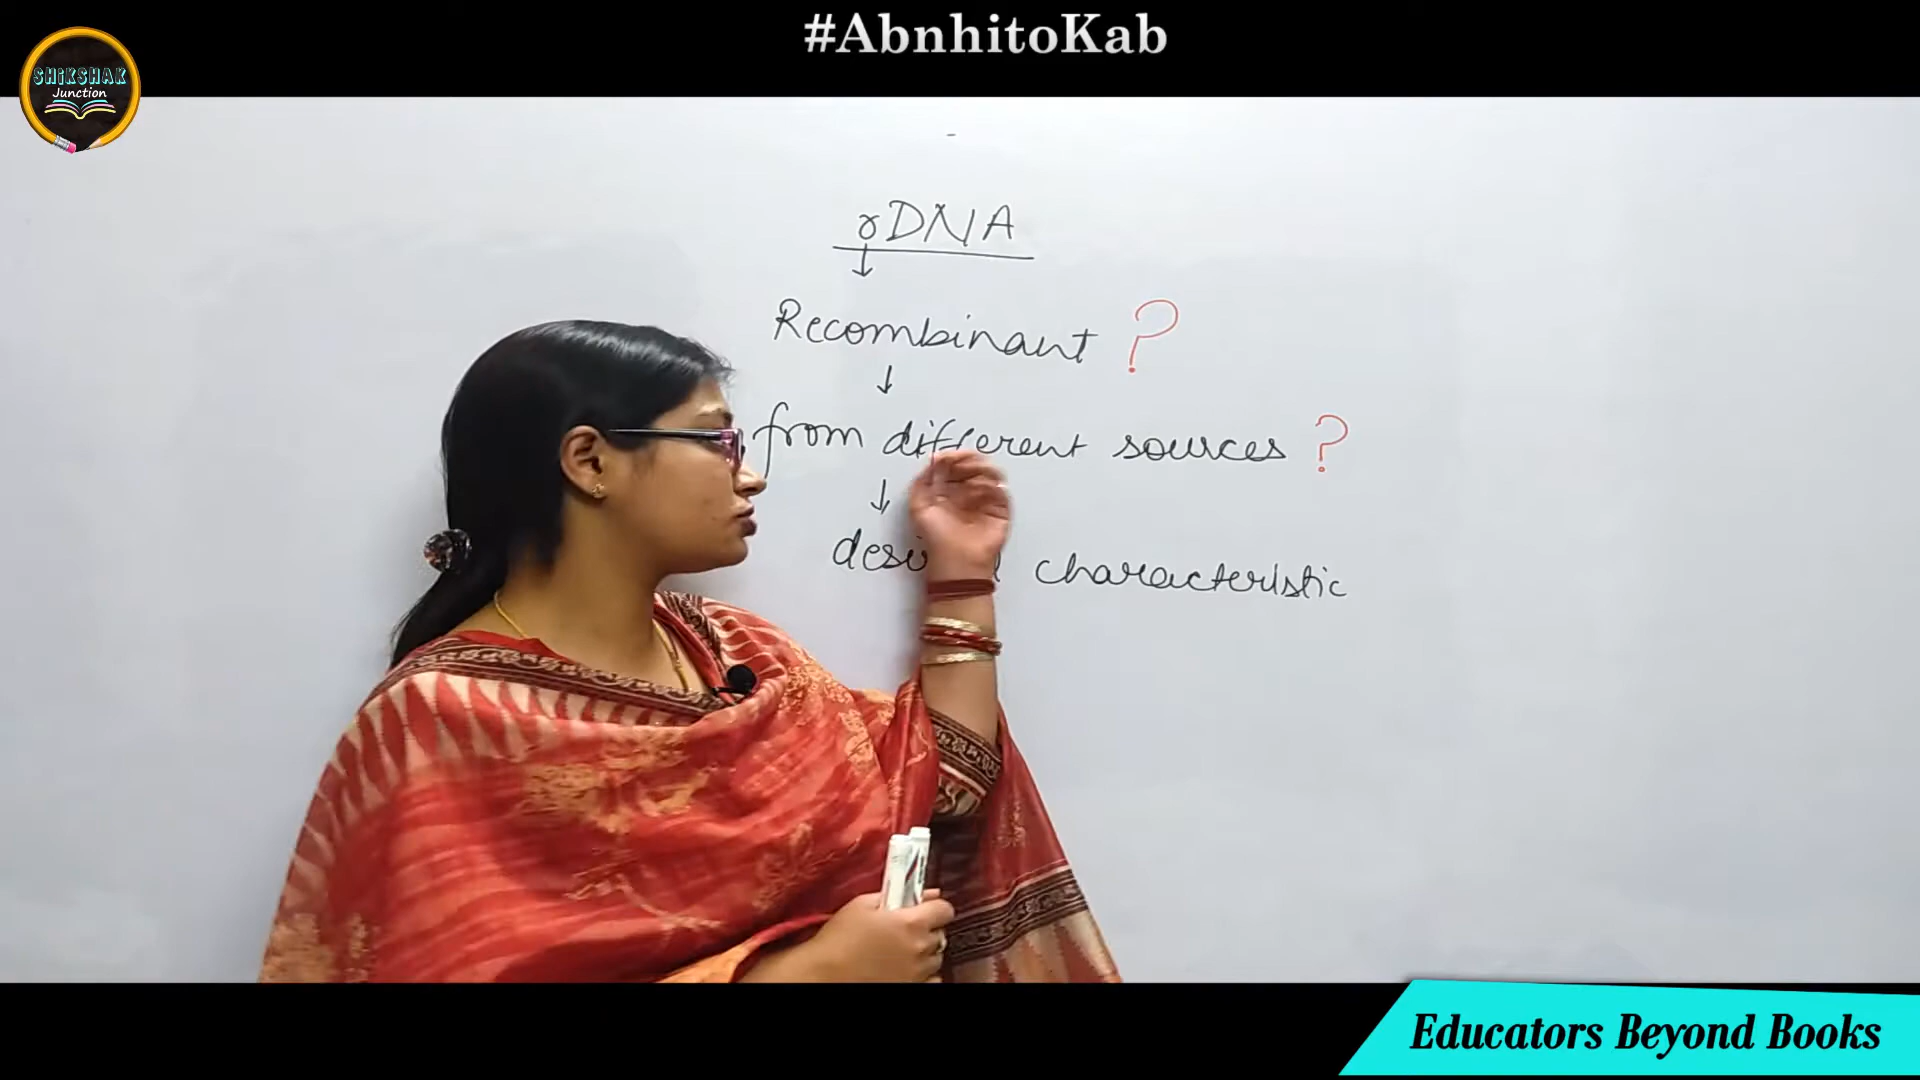 #AbnhitoKab
SHiKSHAK
Junction
rDNA
Recombinant ?
from different sources ?
characteristic
Educators Beyond Books